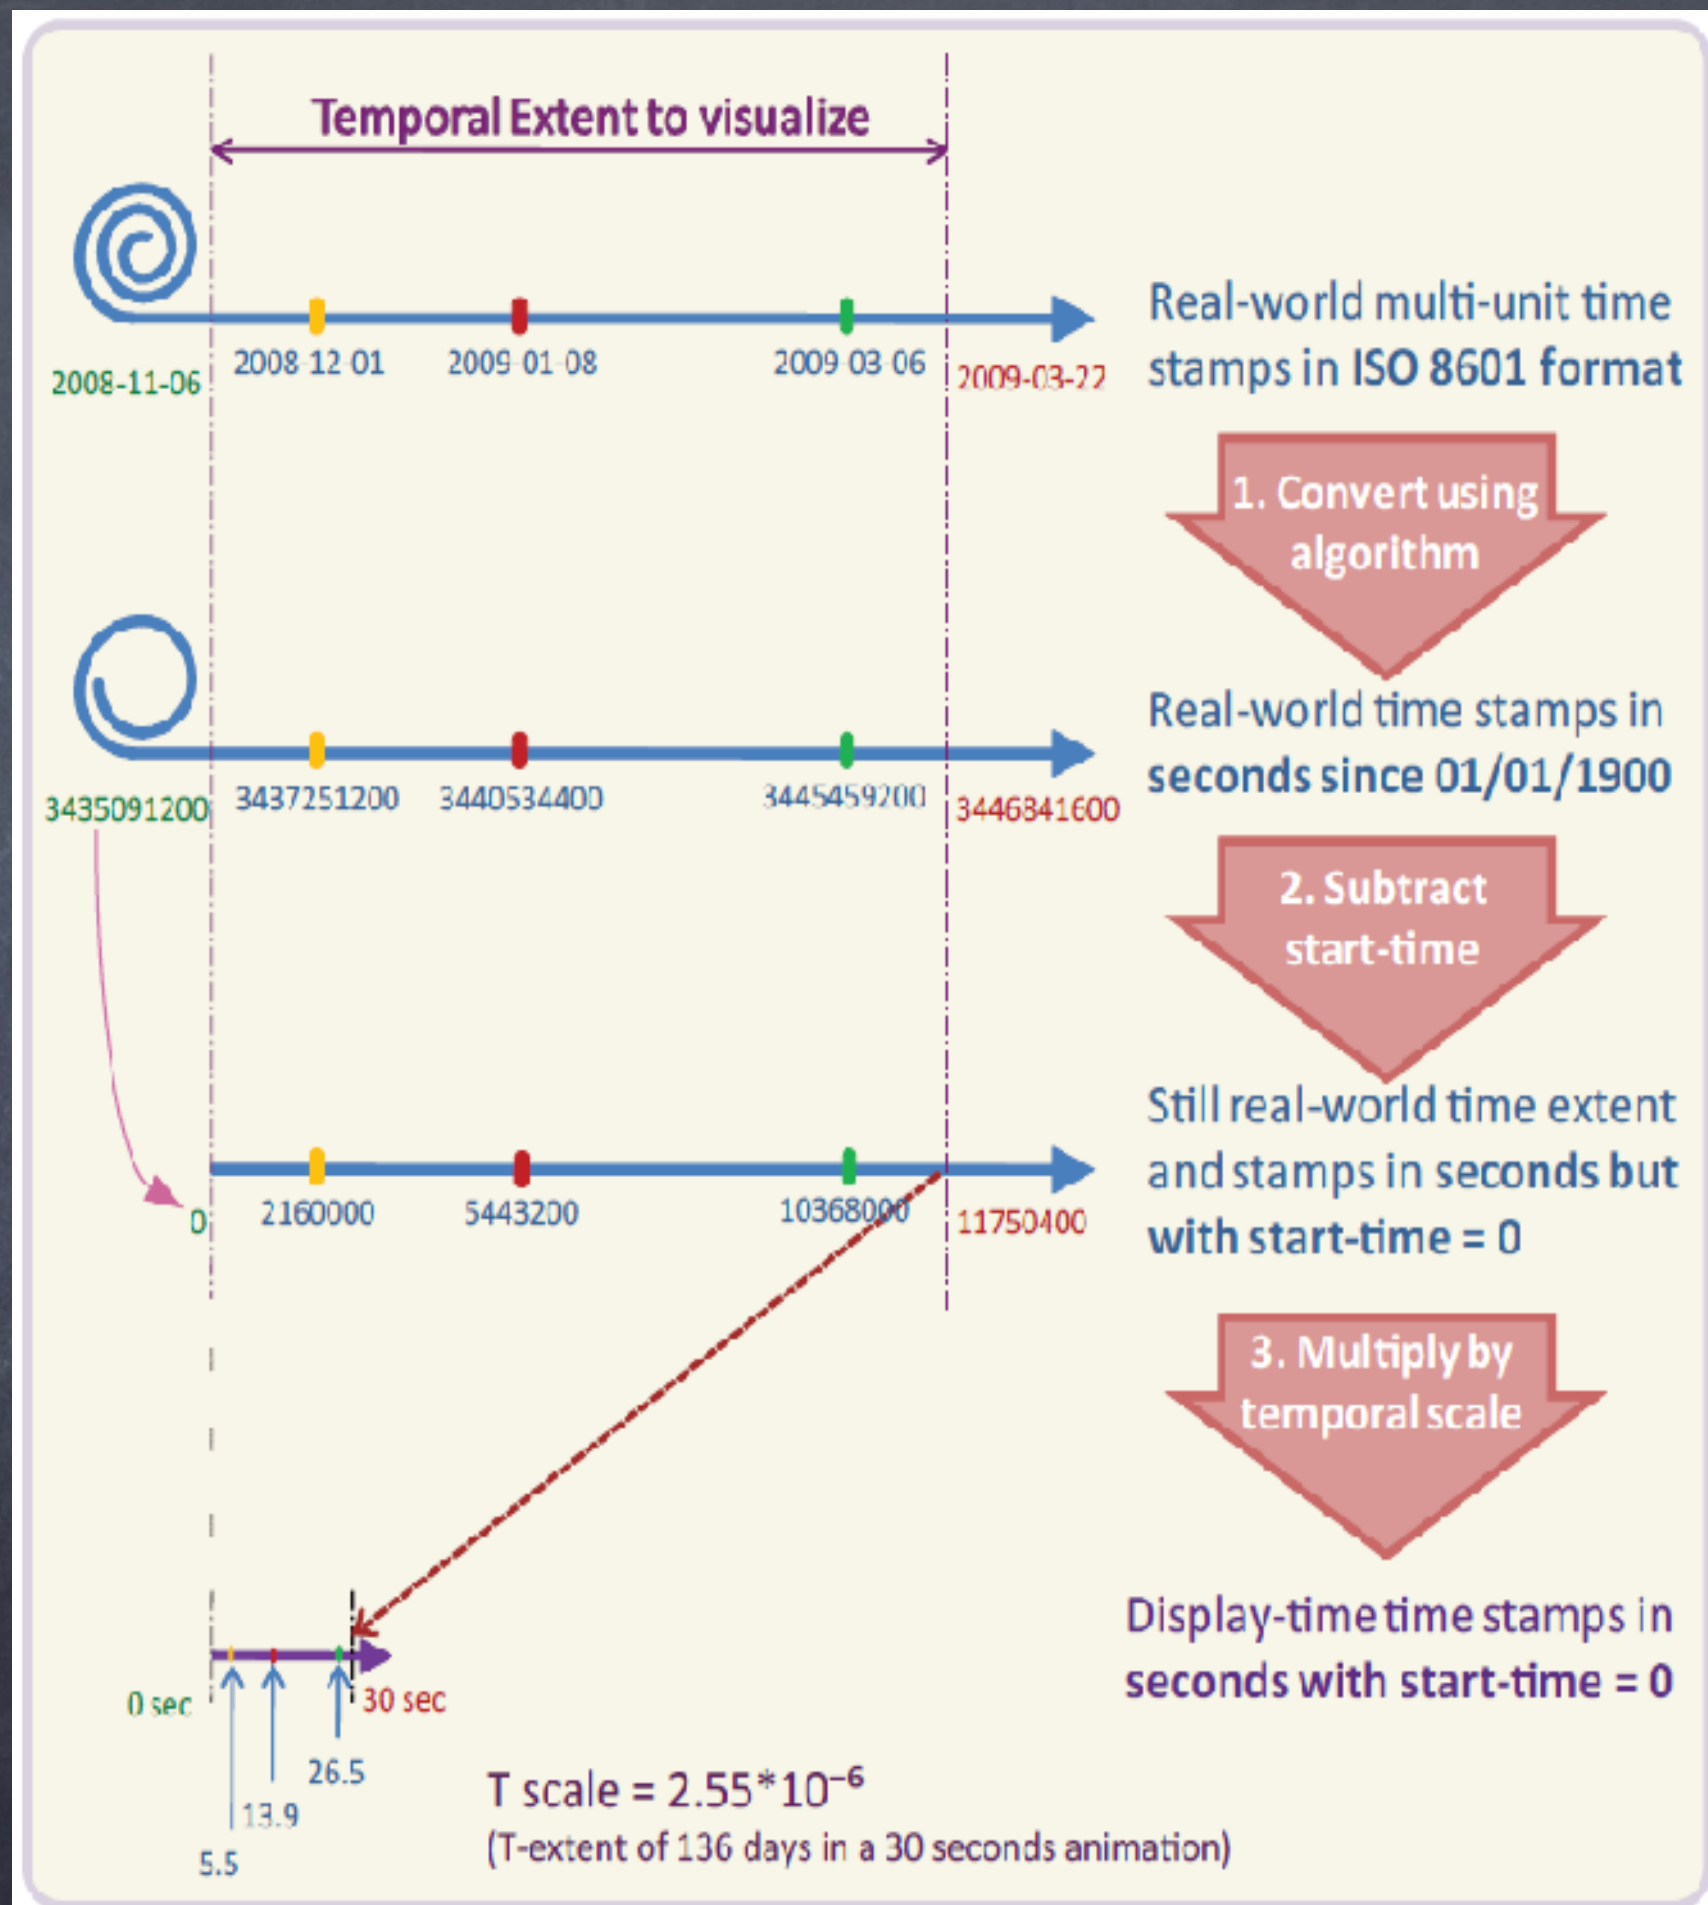 Temporal Extent to visualize
2008-11-06
2008-12-01
2009-01-08
2009-03-06
2009-03-22
Real-world multi-unit time
stamps in ISO 8601 format
1. Convert using
algorithm
3435091200
3437251200
3440534400
3445459200
3446841600
Real-world time stamps in
seconds since 01/01/1900
2. Subtract
start-time
0
2160000
5443200
10368000
11750400
Still real-world time extent
and stamps in seconds but
with start-time = 0
3. Multiply by
temporal scale
0 sec
30 sec
5.5
13.9
26.5
Display-time time stamps in
seconds with start-time = 0
T scale = 2.55*10⁻⁶
(T-extent of 136 days in a 30 seconds animation)